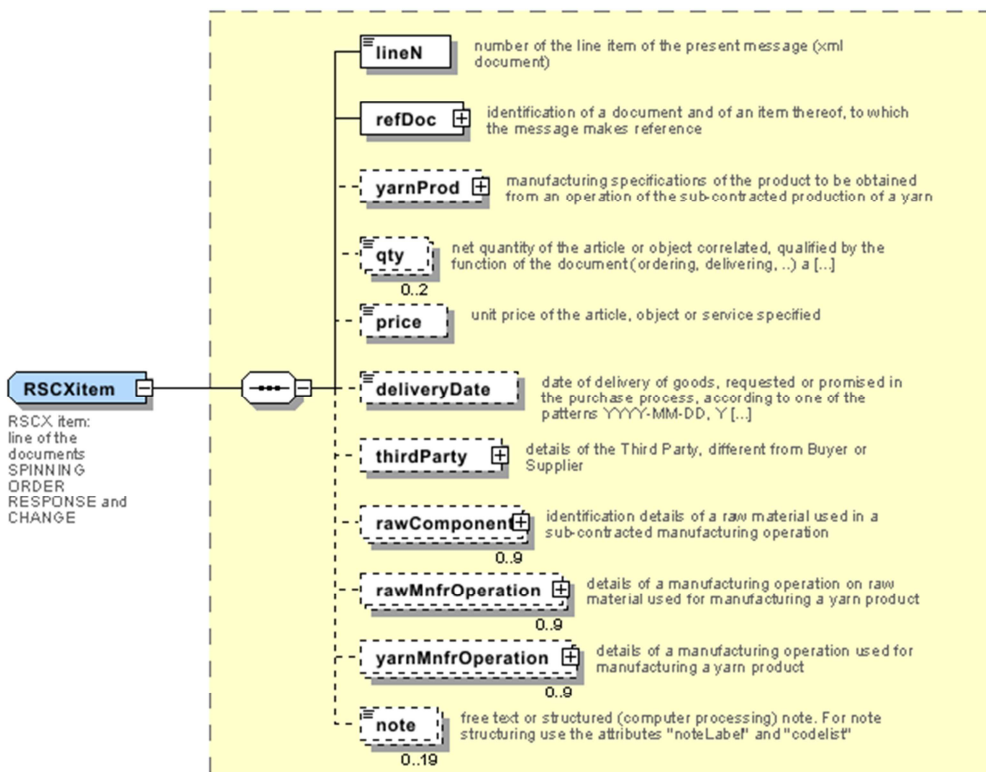 lineN
number of the line item of the present message (xml
document)
refDoc
identification of a document and of an item thereof, to which
the message makes reference
yarnProd
manufacturing specifications of the product to be obtained
from an operation of the sub-contracted production of a yarn
qty
net quantity of the article or object correlated, qualified by the
function of the document (ordering, delivering, ..) a [...]
0..2
price
unit price of the article, object or service specified
RSCXitem
RSCX item:
line of the
documents
SPINNING
ORDER
RESPONSE and
CHANGE
deliveryDate
date of delivery of goods, requested or promised in
the purchase process, according to one of the
patterns YYYY-MM-DD, Y [...]
thirdParty
details of the Third Party, different from Buyer or
Supplier
rawComponent
identification details of a raw material used in a
sub-contracted manufacturing operation
0..9
rawMnfrOperation
details of a manufacturing operation on raw
material used for manufacturing a yarn product
0..9
yarnMnfrOperation
details of a manufacturing operation used for
manufacturing a yarn product
0..9
note
free text or structured (computer processing) note. For note
structuring use the attributes "noteLabel" and "codelist"
0..19